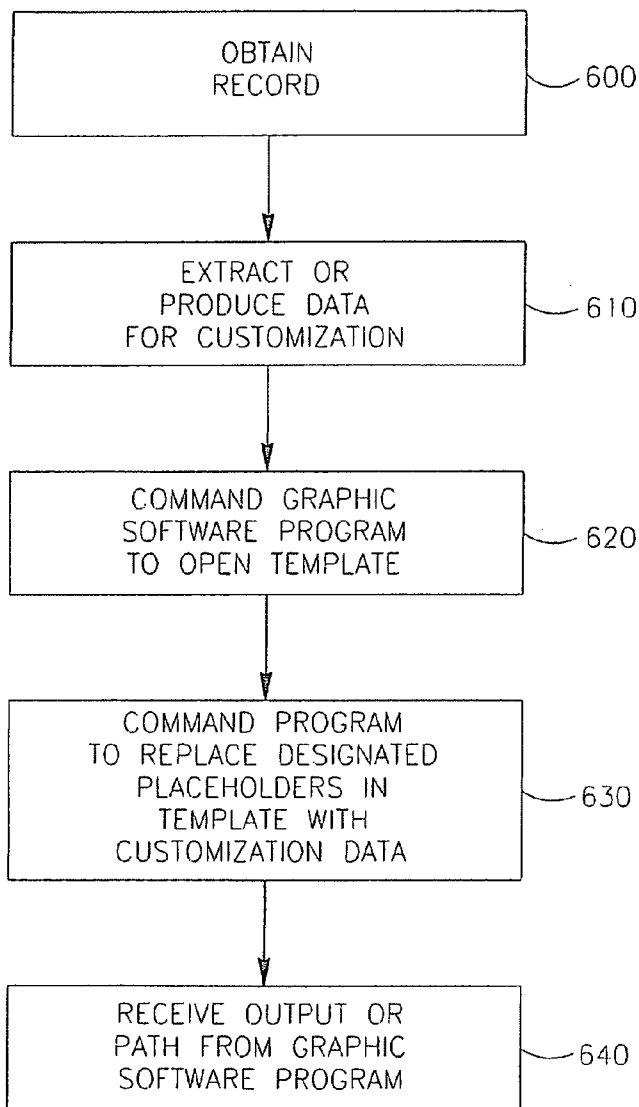 OBTAIN
RECORD
600
EXTRACT OR
PRODUCE DATA
FOR CUSTOMIZATION
610
COMMAND GRAPHIC
SOFTWARE PROGRAM
TO OPEN TEMPLATE
620
COMMAND PROGRAM
TO REPLACE DESIGNATED
PLACEHOLDERS IN
TEMPLATE WITH
CUSTOMIZATION DATA
630
RECEIVE OUTPUT OR
PATH FROM GRAPHIC
SOFTWARE PROGRAM
640